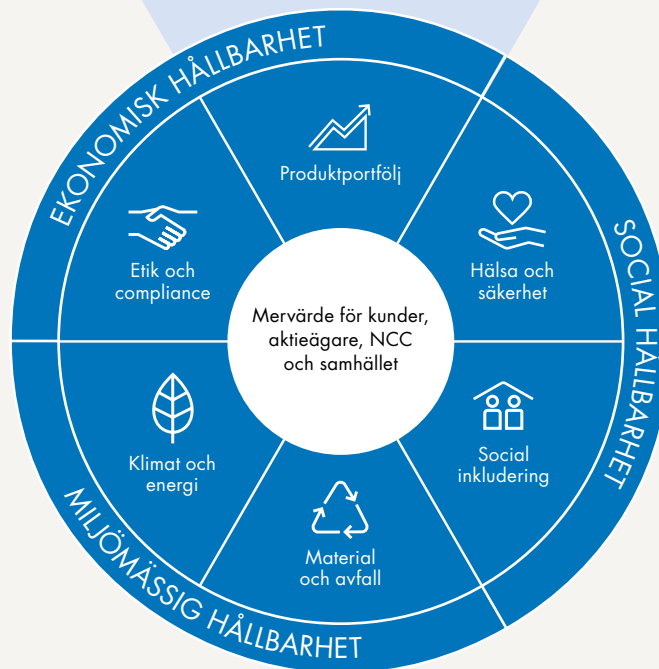 EKONOMISK HÅLLBARHET
Produktportfölj
Etik och
compliance
Hälsa och
säkerhet
SOCIAL HÅLLBARHET
Mervärde för kunder,
aktieägare, NCC
och samhället
Klimat och
energi
Social
inkludering
Material
och avfall
MILJÖMÄSSIG HÅLLBARHET